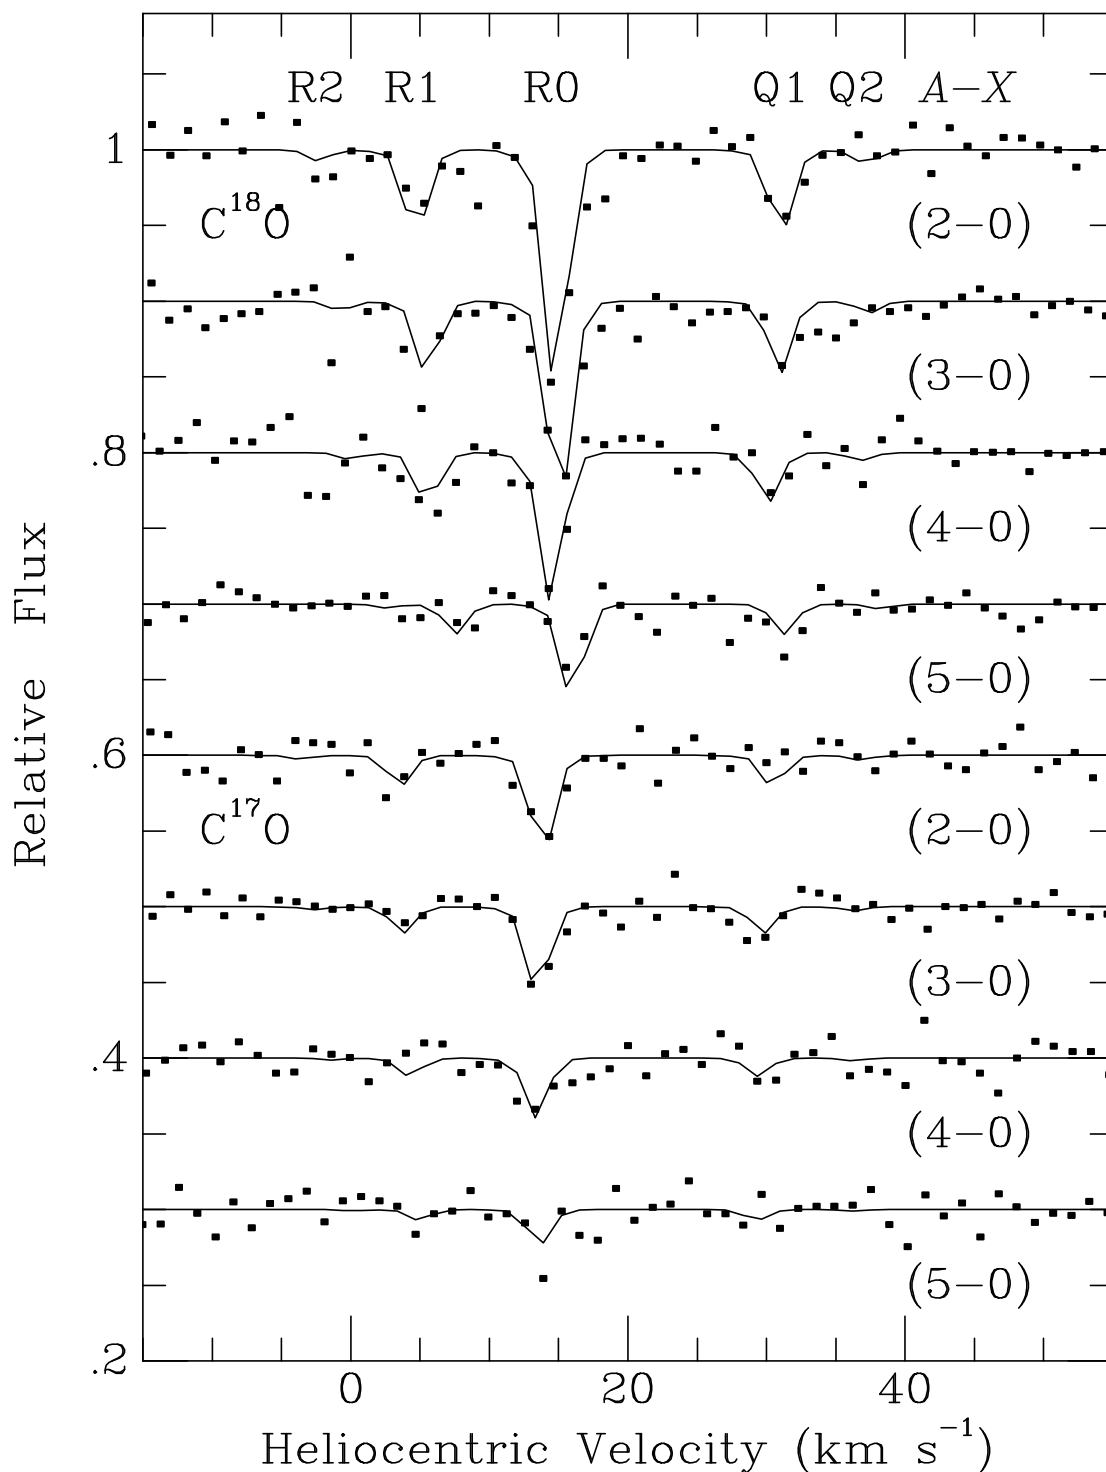 R2 R1 R0 Q1 Q2 A−X
1
C¹⁸O (2−0)
(3−0)
.8
(4−0)
(5−0)
.6
C¹⁷O (2−0)
(3−0)
.4
(4−0)
(5−0)
.2
0 20 40
Heliocentric Velocity (km s⁻¹)
Relative Flux